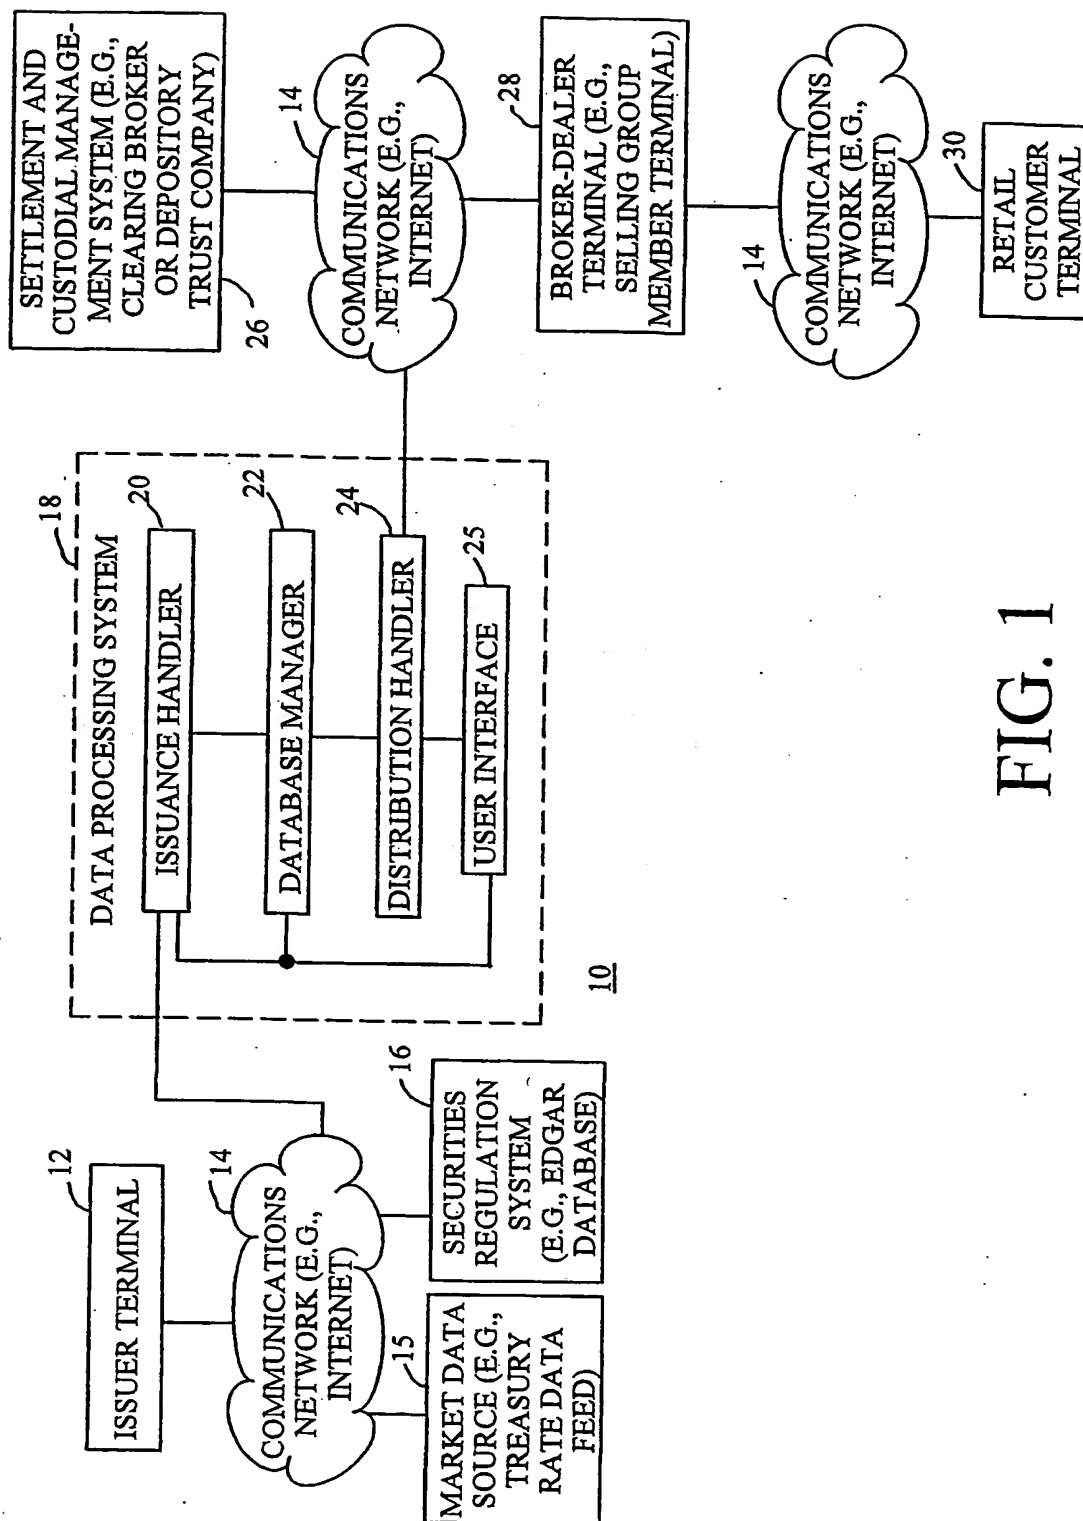 ISSUER TERMINAL
12
COMMUNICATIONS
NETWORK (E.G.,
INTERNET)
14
MARKET DATA
SOURCE (E.G.,
TREASURY
RATE DATA
FEED)
15
SECURITIES
REGULATION
SYSTEM
(E.G., EDGAR
DATABASE)
16
DATA PROCESSING SYSTEM
18
ISSUANCE HANDLER
20
DATABASE MANAGER
22
DISTRIBUTION HANDLER
24
USER INTERFACE
25
10
SETTLEMENT AND
CUSTODIAL MANAGE-
MENT SYSTEM (E.G.,
CLEARING BROKER
OR DEPOSITORY
TRUST COMPANY)
26
COMMUNICATIONS
NETWORK (E.G.,
INTERNET)
14
BROKER-DEALER
TERMINAL (E.G.,
SELLING GROUP
MEMBER TERMINAL)
28
COMMUNICATIONS
NETWORK (E.G.,
INTERNET)
14
RETAIL
CUSTOMER
TERMINAL
30
FIG. 1